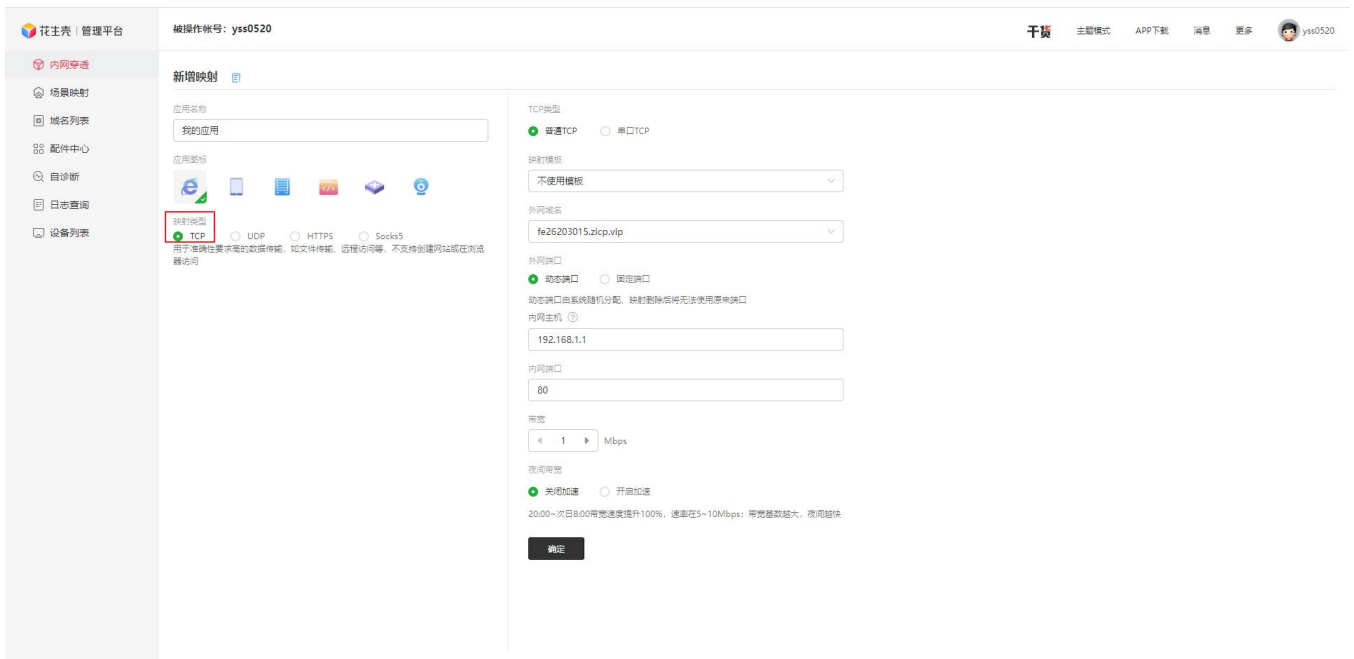 花生壳 | 管理平台
被操作帐号：yss0520
干货
主题模式
APP下载
消息
更多
yss0520
内网穿透
场景映射
域名列表
配件中心
自诊断
日志查询
设备列表
新增映射
应用名称
我的应用
应用图标
映射类型
TCP UDP HTTPS Socks5
用于准确性要求高的数据传输，如文件传输、远程访问等，不支持创建网站或在浏览
器访问
TCP类型
普通TCP 串口TCP
映射模板
不使用模板
外网域名
fe26203015.zicp.vip
外网端口
动态端口 固定端口
动态端口由系统随机分配，映射删除后将无法使用原来端口
内网主机 ?
192.168.1.1
内网端口
80
带宽
1 Mbps
夜间带宽
关闭加速 开启加速
20:00~次日8:00带宽速度提升100%，速率在5~10Mbps；带宽基数越大，夜间越快
确定